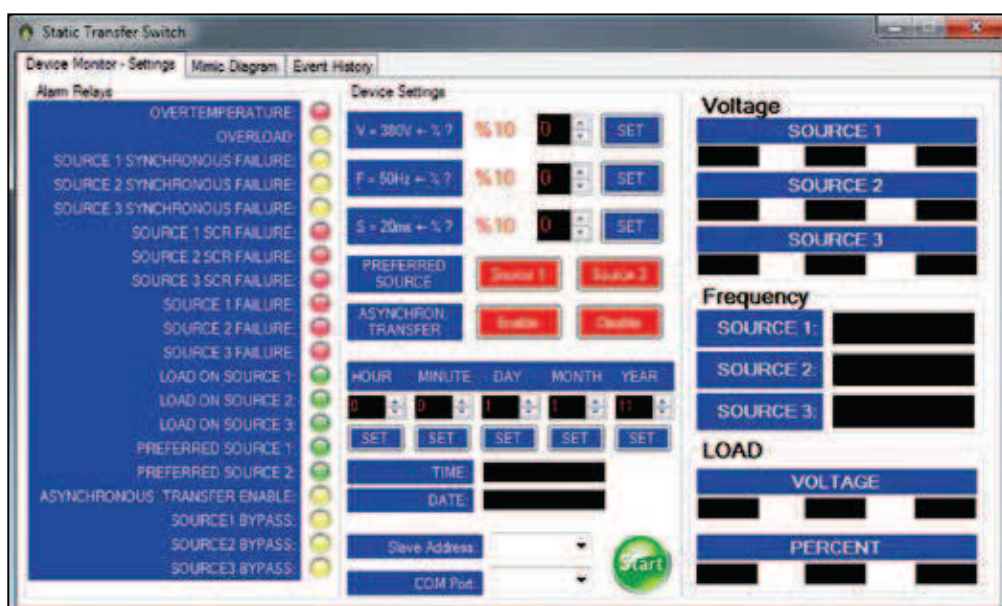 Static Transfer Switch
Device Monitor - Settings
Mimic Diagram
Event History
Alarm Relays
OVERTEMPERATURE:
OVERLOAD:
SOURCE 1 SYNCHRONOUS FAILURE:
SOURCE 2 SYNCHRONOUS FAILURE:
SOURCE 3 SYNCHRONOUS FAILURE:
SOURCE 1 SCR FAILURE:
SOURCE 2 SCR FAILURE:
SOURCE 3 SCR FAILURE:
SOURCE 1 FAILURE:
SOURCE 2 FAILURE:
SOURCE 3 FAILURE:
LOAD ON SOURCE 1:
LOAD ON SOURCE 2:
LOAD ON SOURCE 3:
PREFERRED SOURCE 1:
PREFERRED SOURCE 2:
ASYNCHRONOUS TRANSFER ENABLE:
SOURCE1 BYPASS:
SOURCE2 BYPASS:
SOURCE3 BYPASS:
Device Settings
V = 380V +- % ? %10 0 SET
F = 50Hz +- % ? %10 0 SET
S = 20ms +- % ? %10 0 SET
PREFERRED SOURCE
Source 1
Source 2
ASYNCHRON. TRANSFER
Enable
Disable
HOUR MINUTE DAY MONTH YEAR
0 0 1 1 11
SET SET SET SET SET
TIME:
DATE:
Slave Address:
COM Port:
Start
Voltage
SOURCE 1
SOURCE 2
SOURCE 3
Frequency
SOURCE 1:
SOURCE 2:
SOURCE 3:
LOAD
VOLTAGE
PERCENT